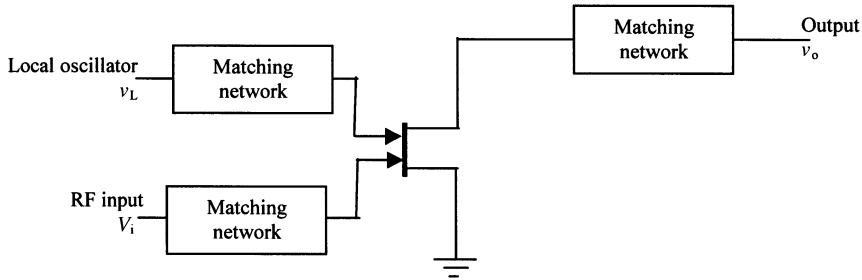 Matching
network
Output
v_o
Local oscillator
v_L
Matching
network
RF input
V_i
Matching
network